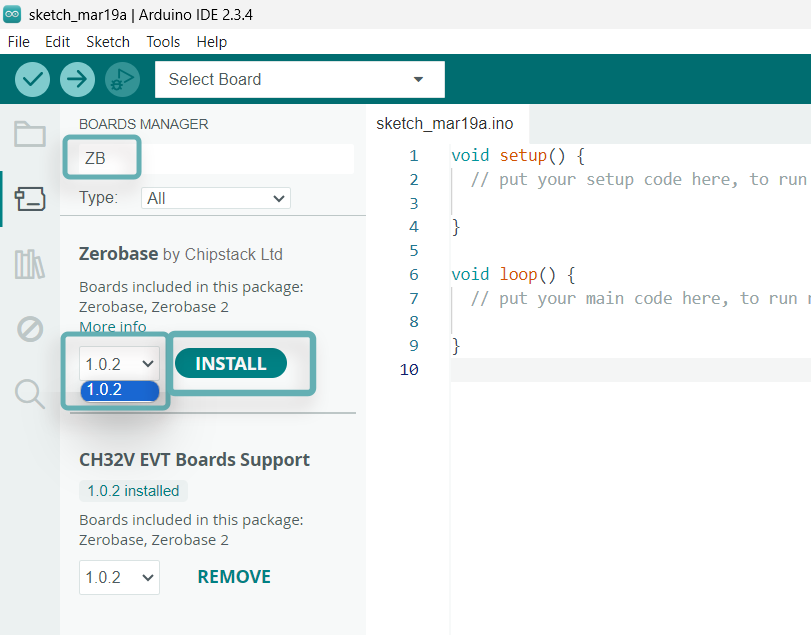 sketch_mar19a | Arduino IDE 2.3.4
File Edit Sketch Tools Help
Select Board
BOARDS MANAGER
ZB
Type: All
Zerobase by Chipstack Ltd
Boards included in this package:
Zerobase, Zerobase 2
More info
1.0.2 INSTALL
1.0.2
CH32V EVT Boards Support
1.0.2 installed
Boards included in this package:
Zerobase, Zerobase 2
1.0.2 REMOVE
sketch_mar19a.ino
1 void setup() {
2 // put your setup code here, to run
3
4 }
5
6 void loop() {
7 // put your main code here, to run
8
9 }
10